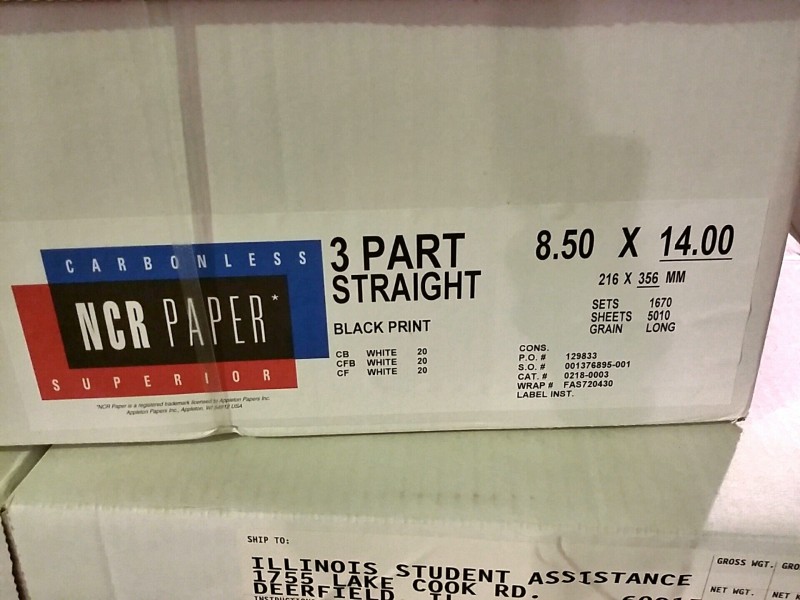 CARBONLESS
NCR PAPER*
SUPERIOR
*NCR Paper is a registered trademark licensed to Appleton Papers Inc.
Appleton Papers Inc., Appleton, WI 54912 USA
3 PART
STRAIGHT
BLACK PRINT
CB WHITE 20
CFB WHITE 20
CF WHITE 20
8.50 X 14.00
216 X 356 MM
SETS 1670
SHEETS 5010
GRAIN LONG
CONS.
P.O. # 129833
S.O. # 001376895-001
CAT. # 0218-0003
WRAP # FAS720430
LABEL INST.
SHIP TO:
ILLINOIS STUDENT ASSISTANCE
1755 LAKE COOK RD.
DEERFIELD IL
GROSS WGT.
NET WGT.